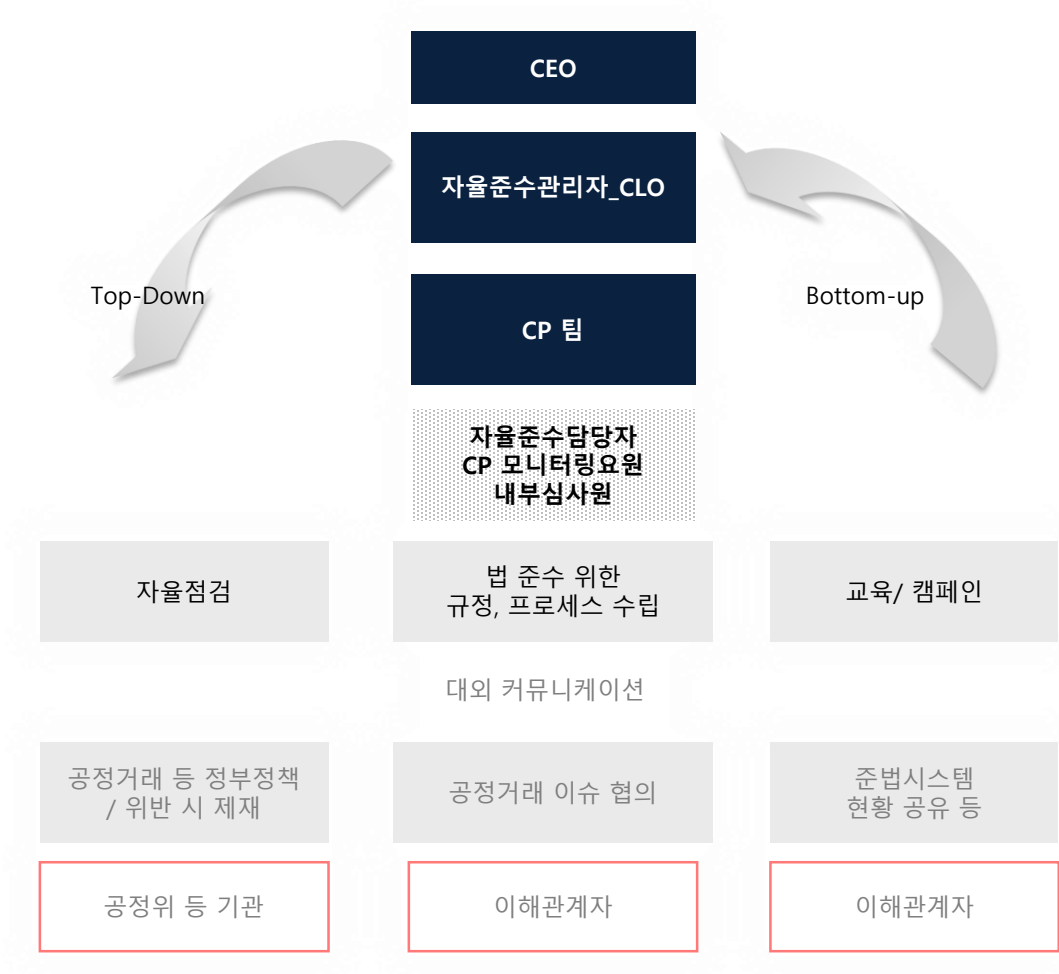 CEO
자율준수관리자_CLO
Top-Down
Bottom-up
CP 팀
자율준수담당자
CP 모니터링요원
내부심사원
자율점검
법 준수 위한
규정, 프로세스 수립
교육/ 캠페인
대외 커뮤니케이션
공정거래 등 정부정책
/ 위반 시 제재
공정거래 이슈 협의
준법시스템
현황 공유 등
공정위 등 기관
이해관계자
이해관계자